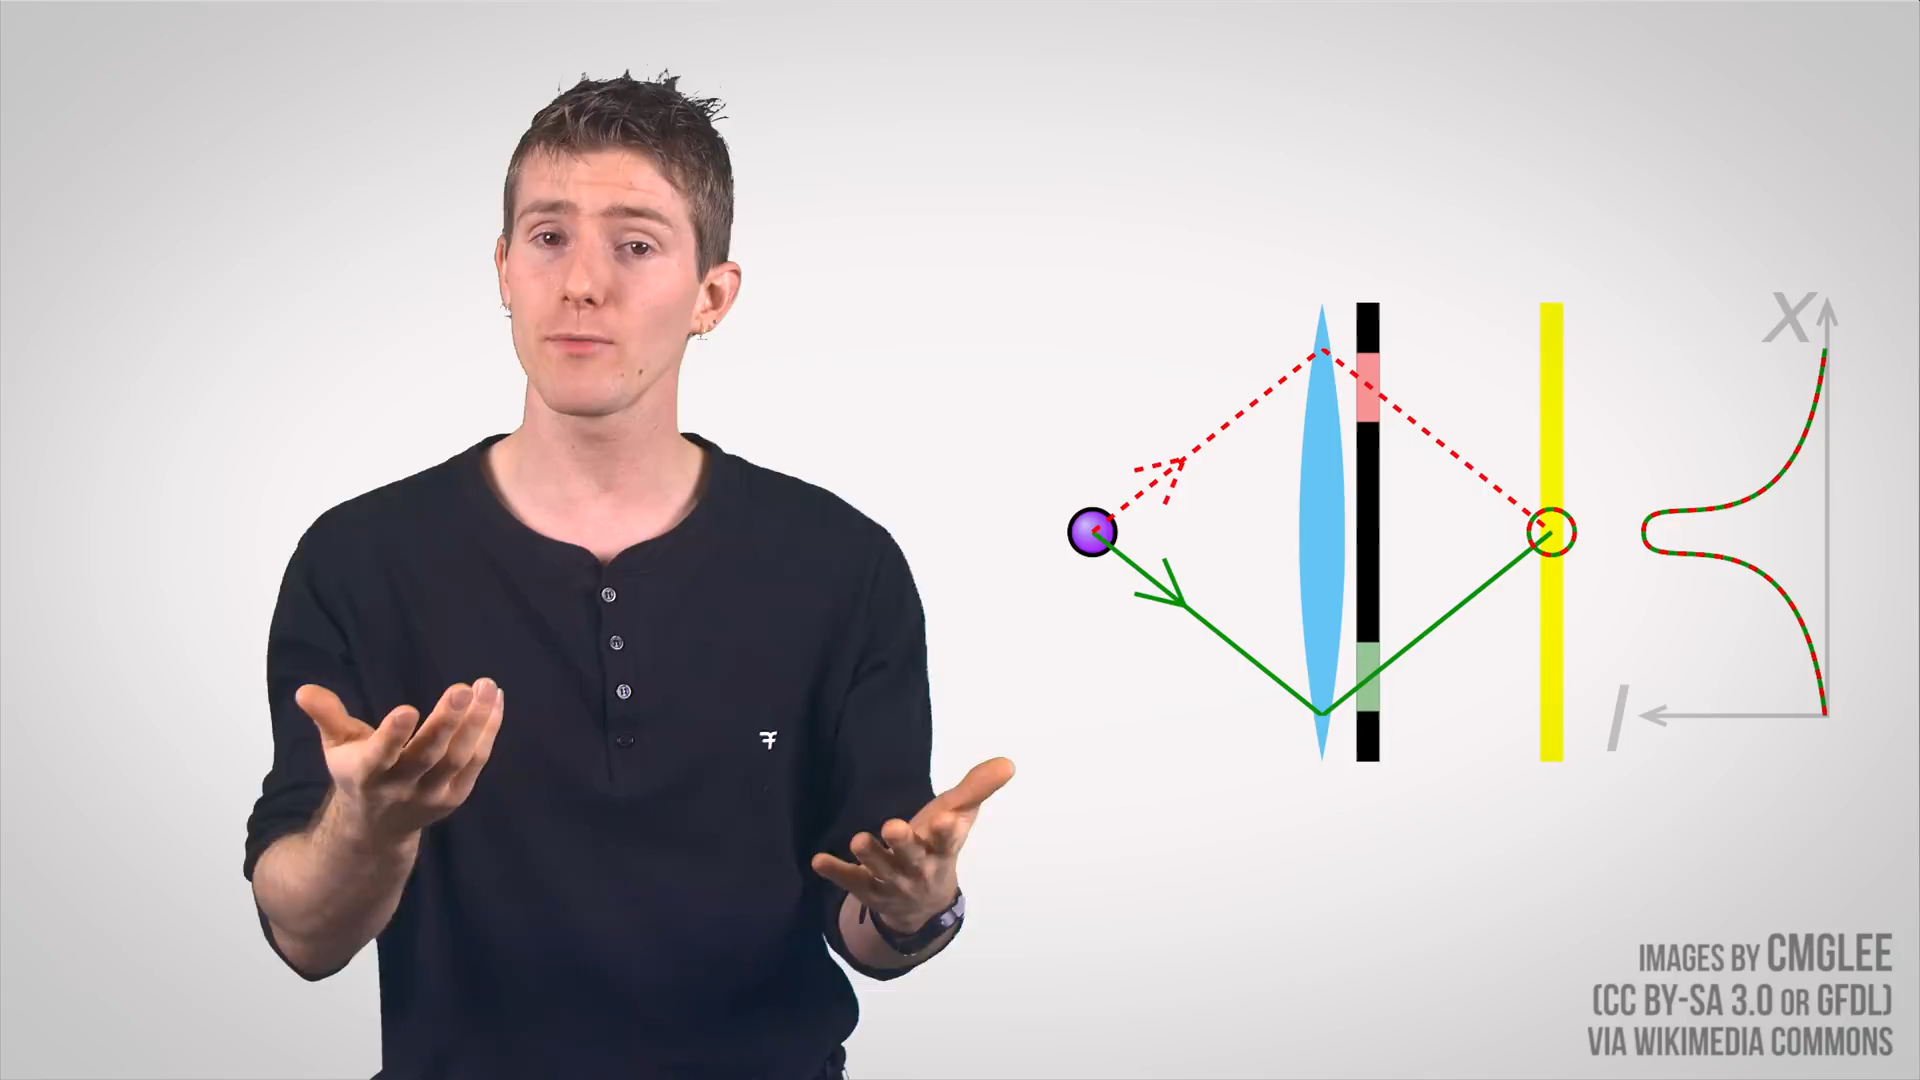 X
I
IMAGES BY CMGLEE
(CC BY-SA 3.0 OR GFDL)
VIA WIKIMEDIA COMMONS